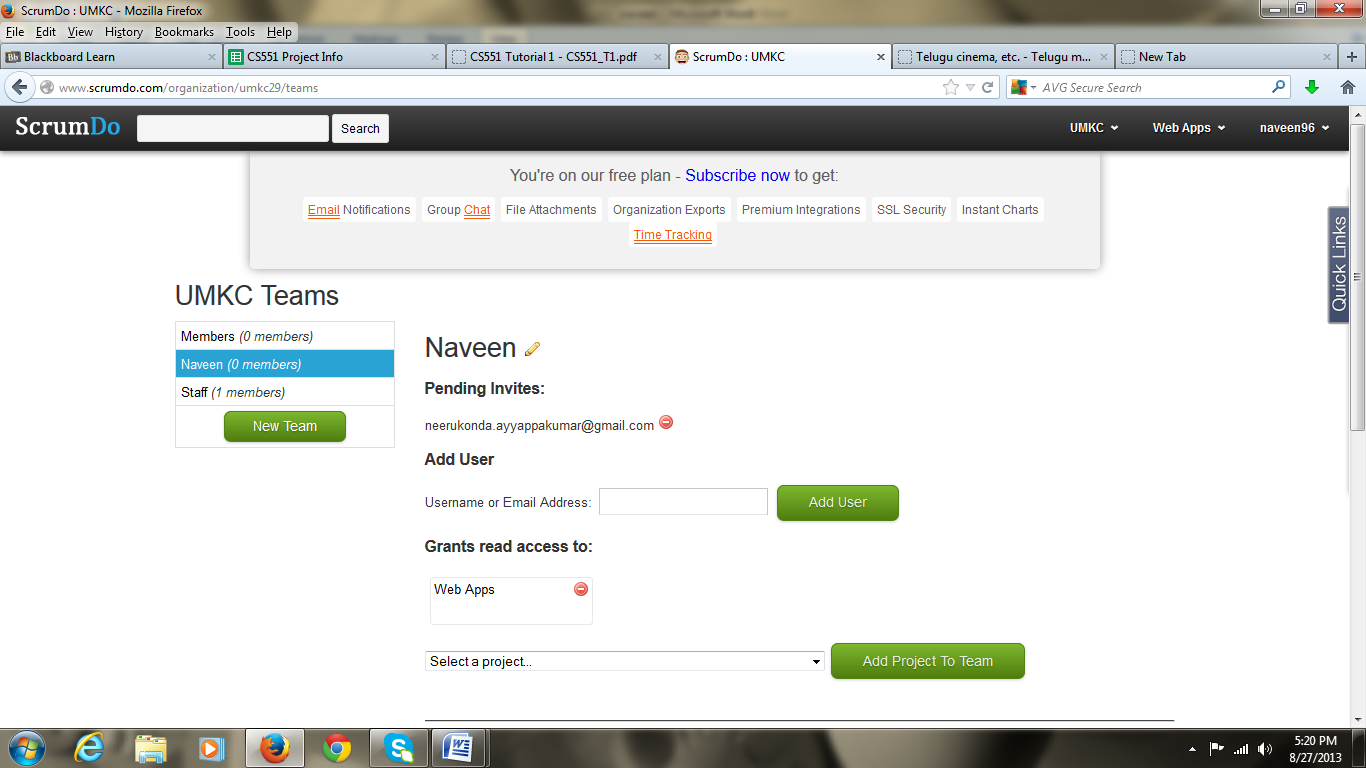 ScrumDo : UMKC - Mozilla Firefox
File Edit View History Bookmarks Tools Help
Bb Blackboard Learn × CS551 Project Info × CS551 Tutorial 1 - CS551_T1.pdf × ScrumDo : UMKC × Telugu cinema, etc. - Telugu m... × New Tab × +
www.scrumdo.com/organization/umkc29/teams AVG Secure Search
ScrumDo Search UMKC Web Apps naveen96
You're on our free plan - Subscribe now to get:
Email Notifications Group Chat File Attachments Organization Exports Premium Integrations SSL Security Instant Charts
Time Tracking
Quick Links
UMKC Teams
Members (0 members)
Naveen (0 members)
Staff (1 members)
New Team
Naveen
Pending Invites:
neerukonda.ayyappakumar@gmail.com
Add User
Username or Email Address: Add User
Grants read access to:
Web Apps
Select a project... Add Project To Team
5:20 PM
8/27/2013